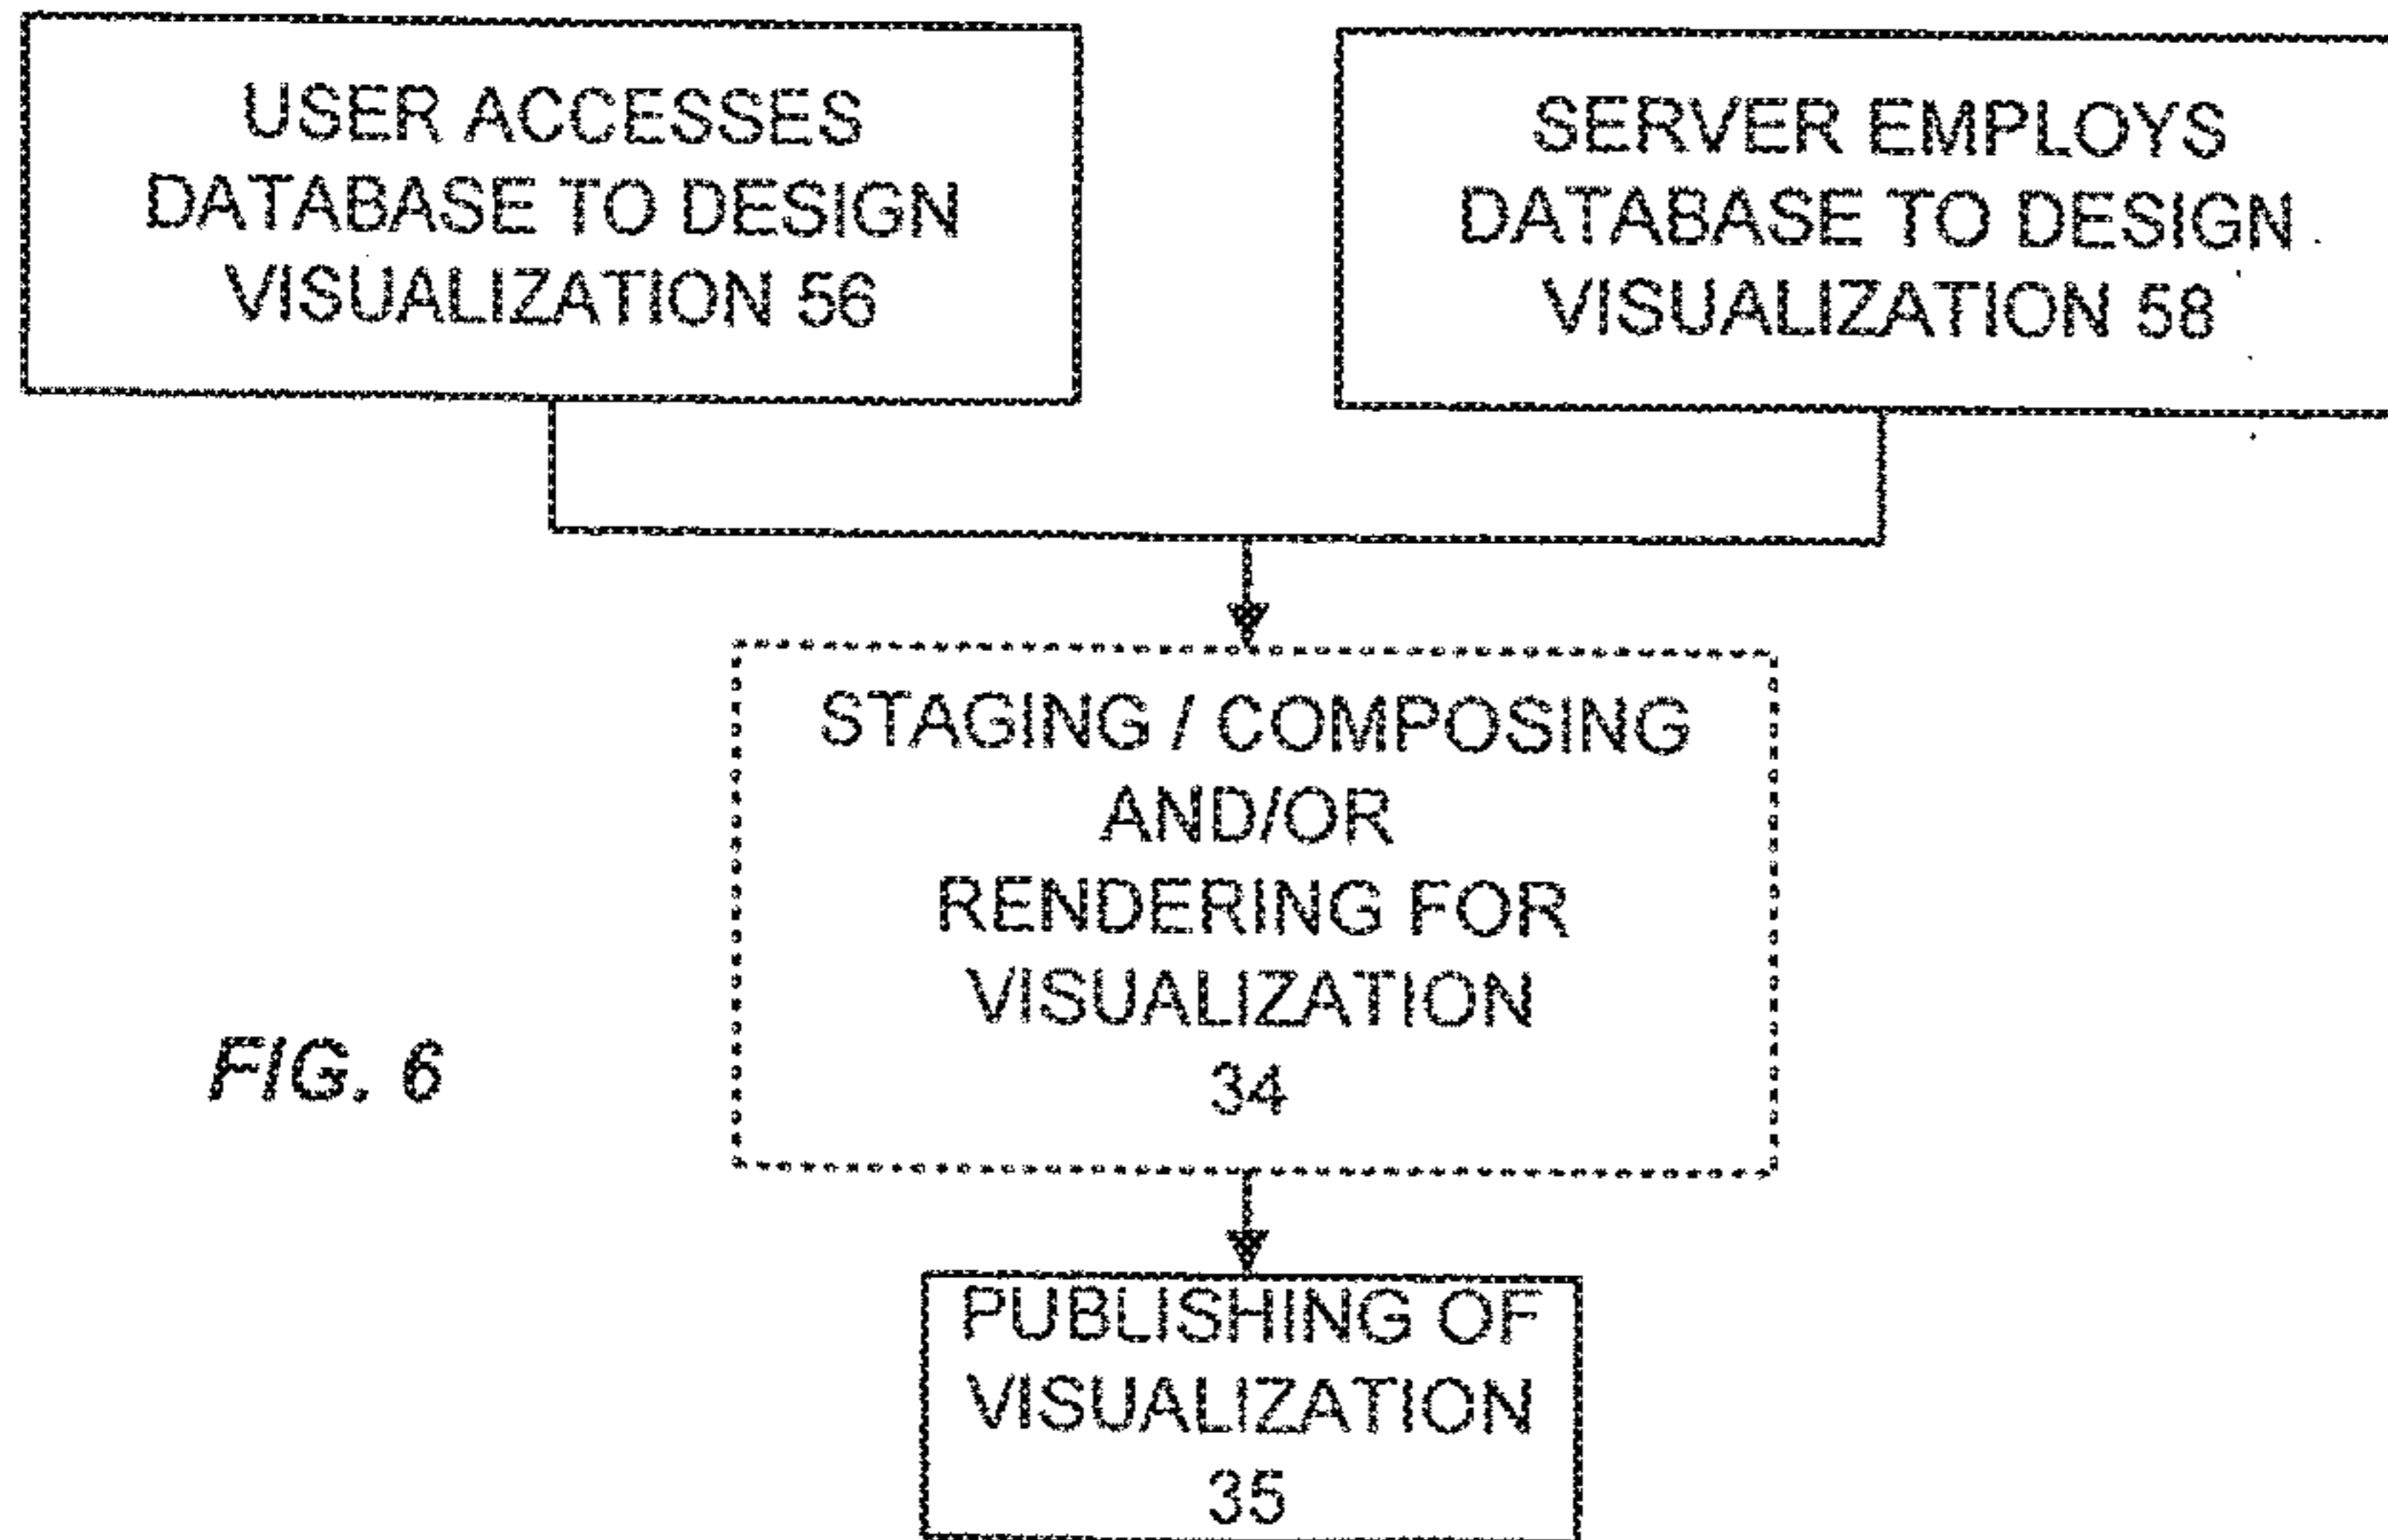 USER ACCESSES
DATABASE TO DESIGN
VISUALIZATION 56
SERVER EMPLOYS
DATABASE TO DESIGN
VISUALIZATION 58
STAGING / COMPOSING
AND/OR
RENDERING FOR
VISUALIZATION
34
FIG. 6
PUBLISHING OF
VISUALIZATION
35